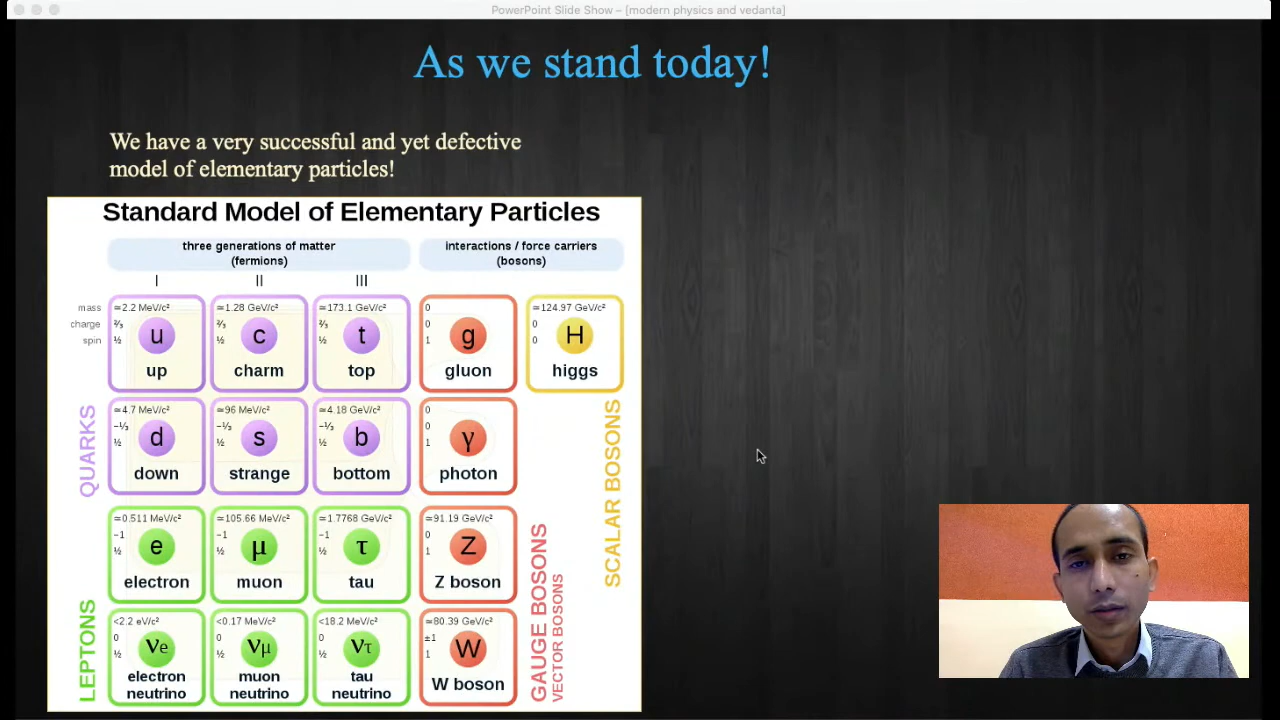 PowerPoint Slide Show – [modern physics and vedanta]
As we stand today!
We have a very successful and yet defective
model of elementary particles!
Standard Model of Elementary Particles
three generations of matter
(fermions)
interactions / force carriers
(bosons)
I II III
mass ≃2.2 MeV/c² ≃1.28 GeV/c² ≃173.1 GeV/c² 0 ≃124.97 GeV/c²
charge ⅔ ⅔ ⅔ 0 0
spin ½ ½ ½ 1 0
u c t g H
up charm top gluon higgs
QUARKS
≃4.7 MeV/c² ≃96 MeV/c² ≃4.18 GeV/c² 0
−⅓ −⅓ −⅓ 0
½ ½ ½ 1
d s b γ
down strange bottom photon
SCALAR BOSONS
≃0.511 MeV/c² ≃105.66 MeV/c² ≃1.7768 GeV/c² ≃91.19 GeV/c²
−1 −1 −1 0
½ ½ ½ 1
e μ τ Z
electron muon tau Z boson
LEPTONS
<2.2 eV/c² <0.17 MeV/c² <18.2 MeV/c² ≃80.39 GeV/c²
0 0 0 ±1
½ ½ ½ 1
νe νμ ντ W
electron neutrino muon neutrino tau neutrino W boson
GAUGE BOSONS
VECTOR BOSONS